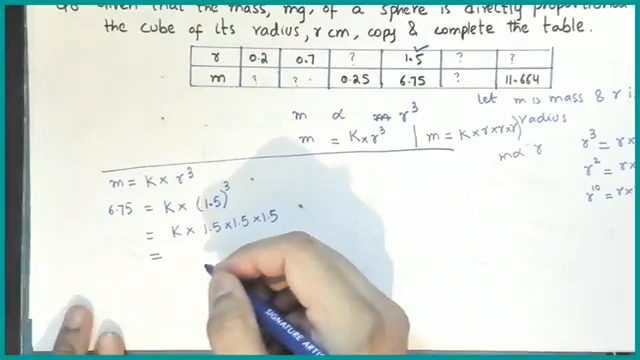 Given that the mass, mg, of a sphere is directly proportional
the cube of its radius, r cm, copy & complete the table.
r 0.2 0.7 ? 1.5 ? ?
m ? ? 0.25 6.75 ? 11.664
let m is mass & r i
radius
m ∝ r³
m = K×r³ | m = K×r×r×r
m∝ r
r³ = r×
r² = r×
r¹⁰ = r×
m = K × r³
6.75 = K × (1.5)³
= K × 1.5×1.5×1.5
=
SIGNATURE ARTI